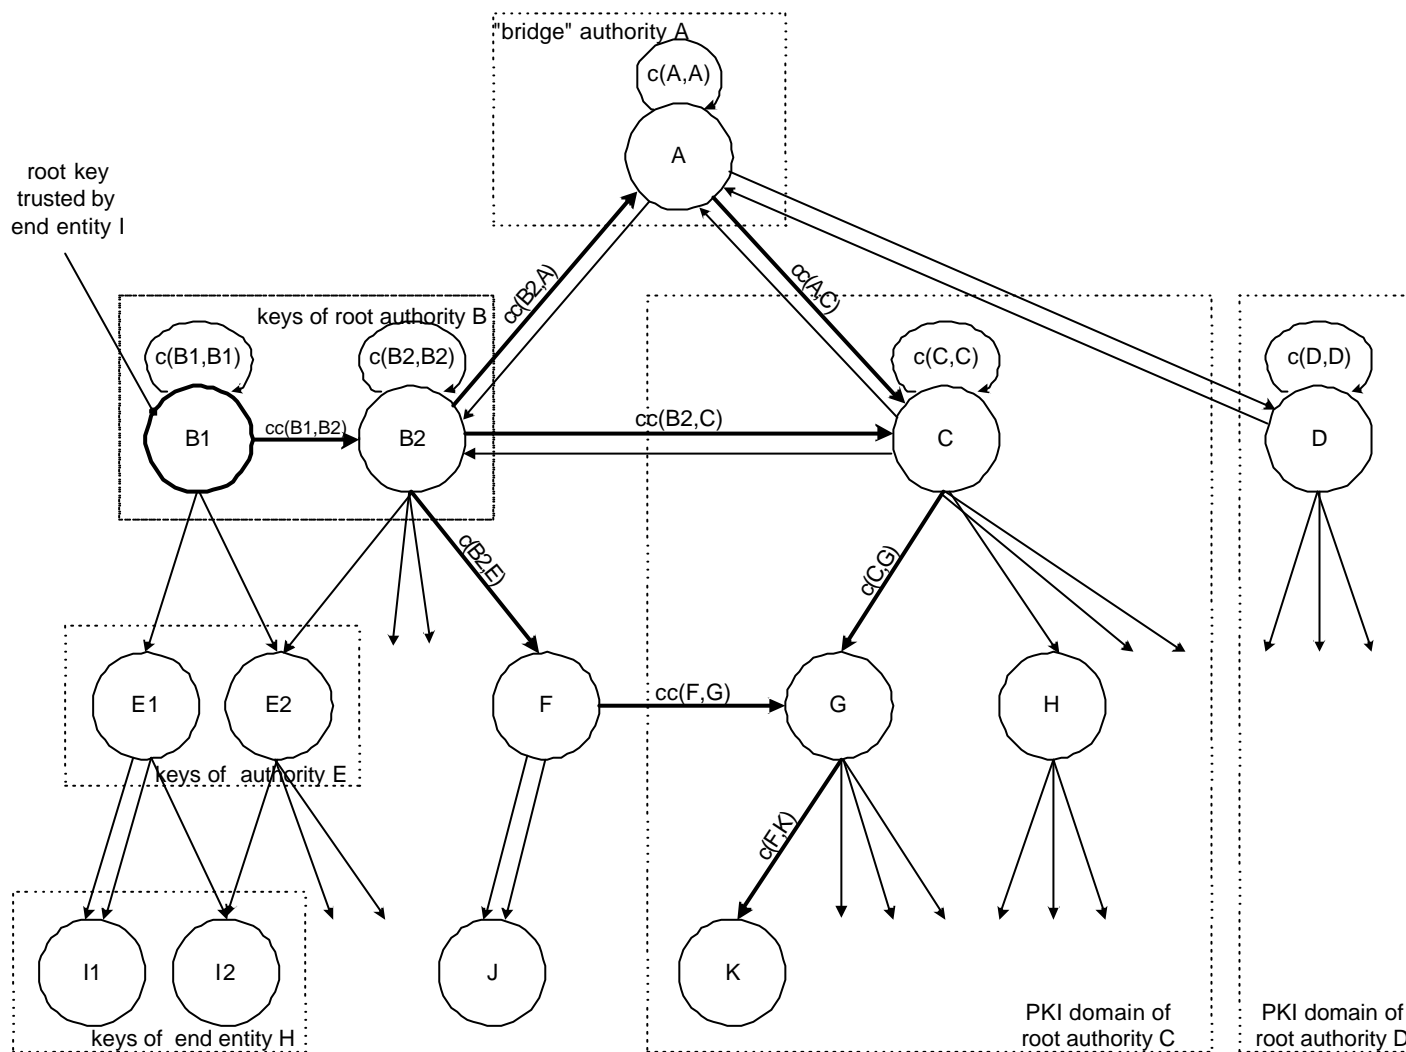 "bridge" authority A
c(A,A)
A
root key
trusted by
end entity I
cc(B2,A)
cc(A,C)
keys of root authority B
c(B1,B1)
c(B2,B2)
c(C,C)
c(D,D)
B1
cc(B1,B2)
B2
cc(B2,C)
C
D
c(B2,E)
c(C,G)
E1
E2
F
cc(F,G)
G
H
keys of authority E
c(F,K)
I1
I2
J
K
keys of end entity H
PKI domain of
root authority C
PKI domain of
root authority D